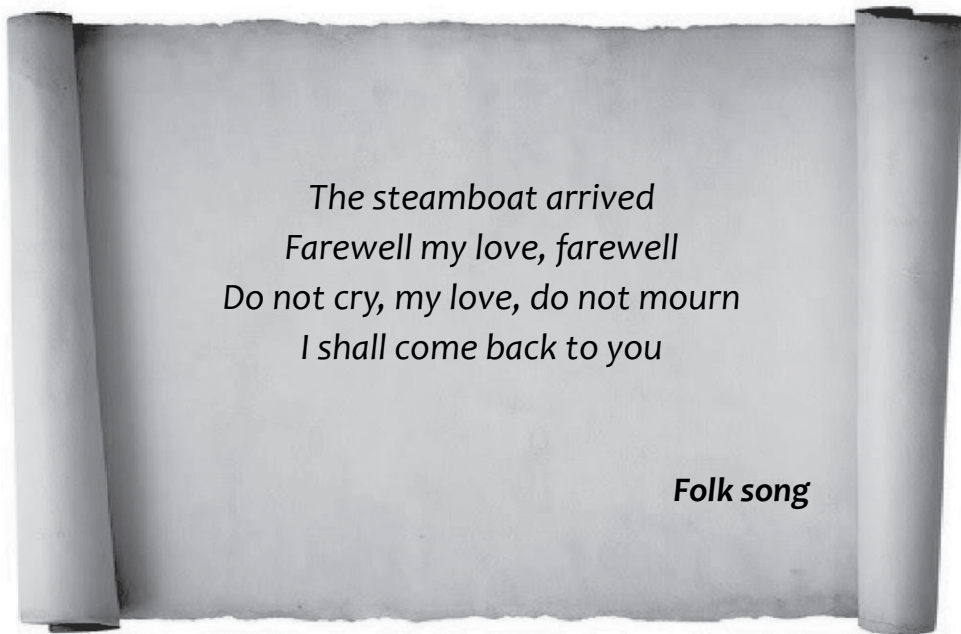 The steamboat arrived
Farewell my love, farewell
Do not cry, my love, do not mourn
I shall come back to you
Folk song